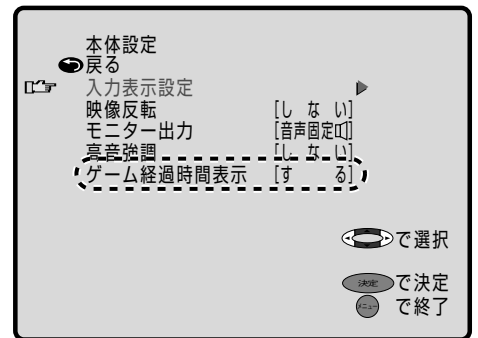 本体設定
戻る
入力表示設定
映像反転 [し な い]
モニター出力 [音声固定]
高音強調 [し な い]
ゲーム経過時間表示 [す る]
で選択
決定 で決定
メニュー で終了